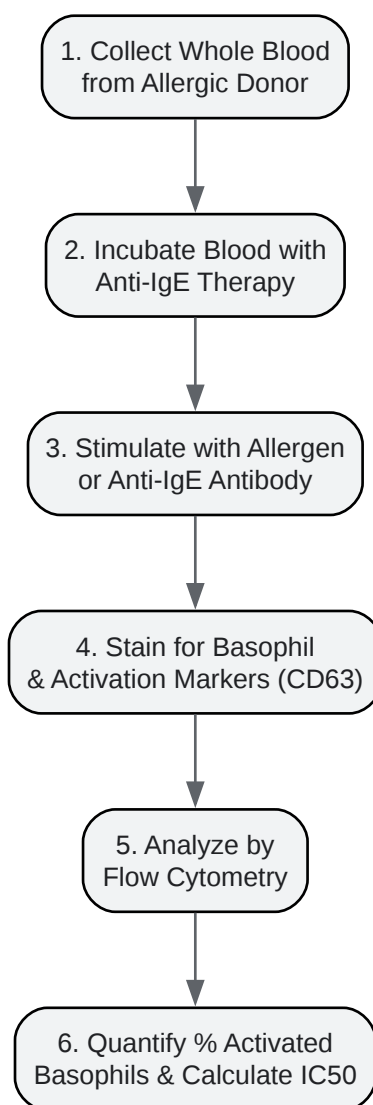 1. Collect Whole Blood
from Allergic Donor
2. Incubate Blood with
Anti-IgE Therapy
3. Stimulate with Allergen
or Anti-IgE Antibody
4. Stain for Basophil
& Activation Markers (CD63)
5. Analyze by
Flow Cytometry
6. Quantify % Activated
Basophils & Calculate IC50